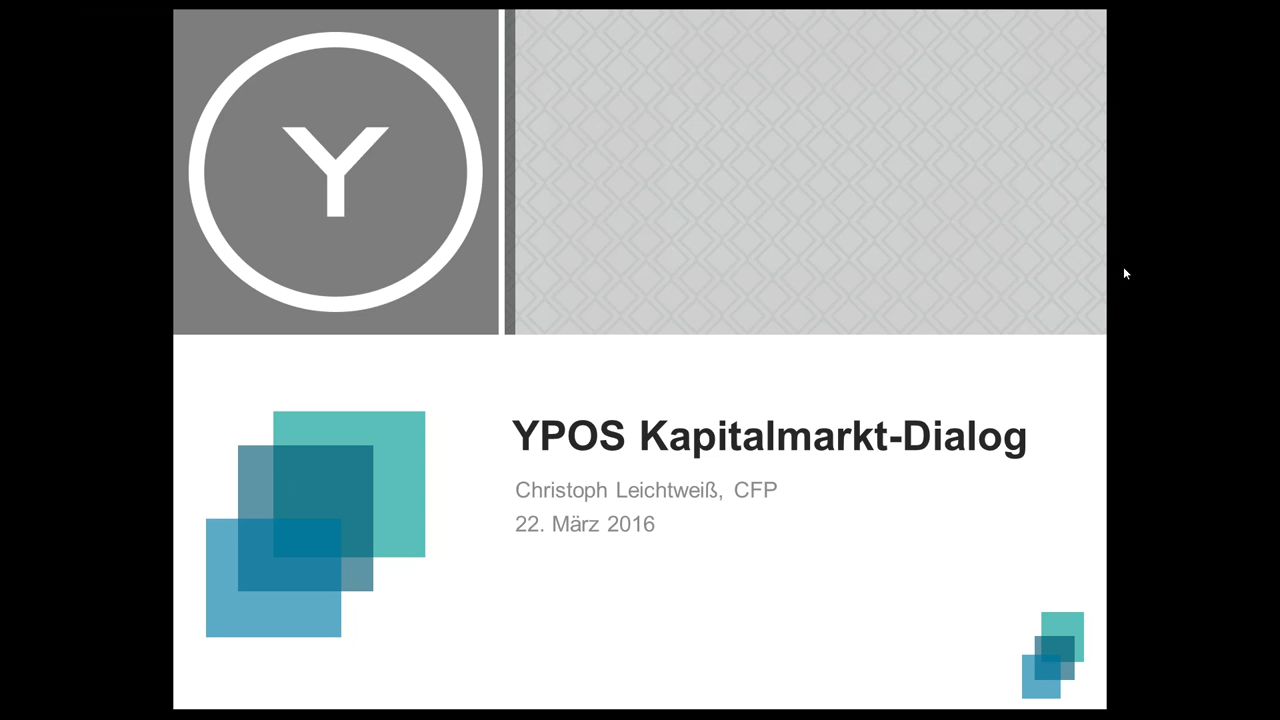 Y
YPOS Kapitalmarkt-Dialog
Christoph Leichtweiß, CFP
22. März 2016